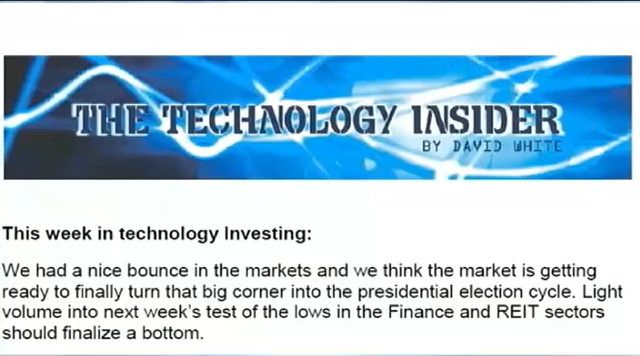 THE TECHNOLOGY INSIDER
BY DAVID WHITE
This week in technology Investing:
We had a nice bounce in the markets and we think the market is getting
ready to finally turn that big corner into the presidential election cycle. Light
volume into next week's test of the lows in the Finance and REIT sectors
should finalize a bottom.